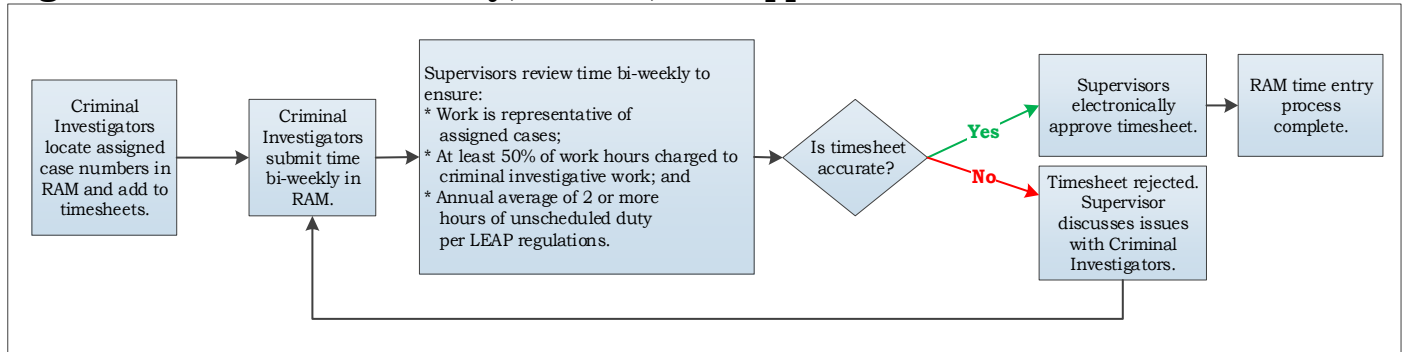 Criminal
Investigators
locate assigned
case numbers in
RAM and add to
timesheets.
Criminal
Investigators
submit time
bi-weekly in
RAM.
Supervisors review time bi-weekly to
ensure:
* Work is representative of
assigned cases;
* At least 50% of work hours charged to
criminal investigative work; and
* Annual average of 2 or more
hours of unscheduled duty
per LEAP regulations.
Is timesheet
accurate?
Yes
Supervisors
electronically
approve timesheet.
RAM time entry
process
complete.
No
Timesheet rejected.
Supervisor
discusses issues
with Criminal
Investigators.